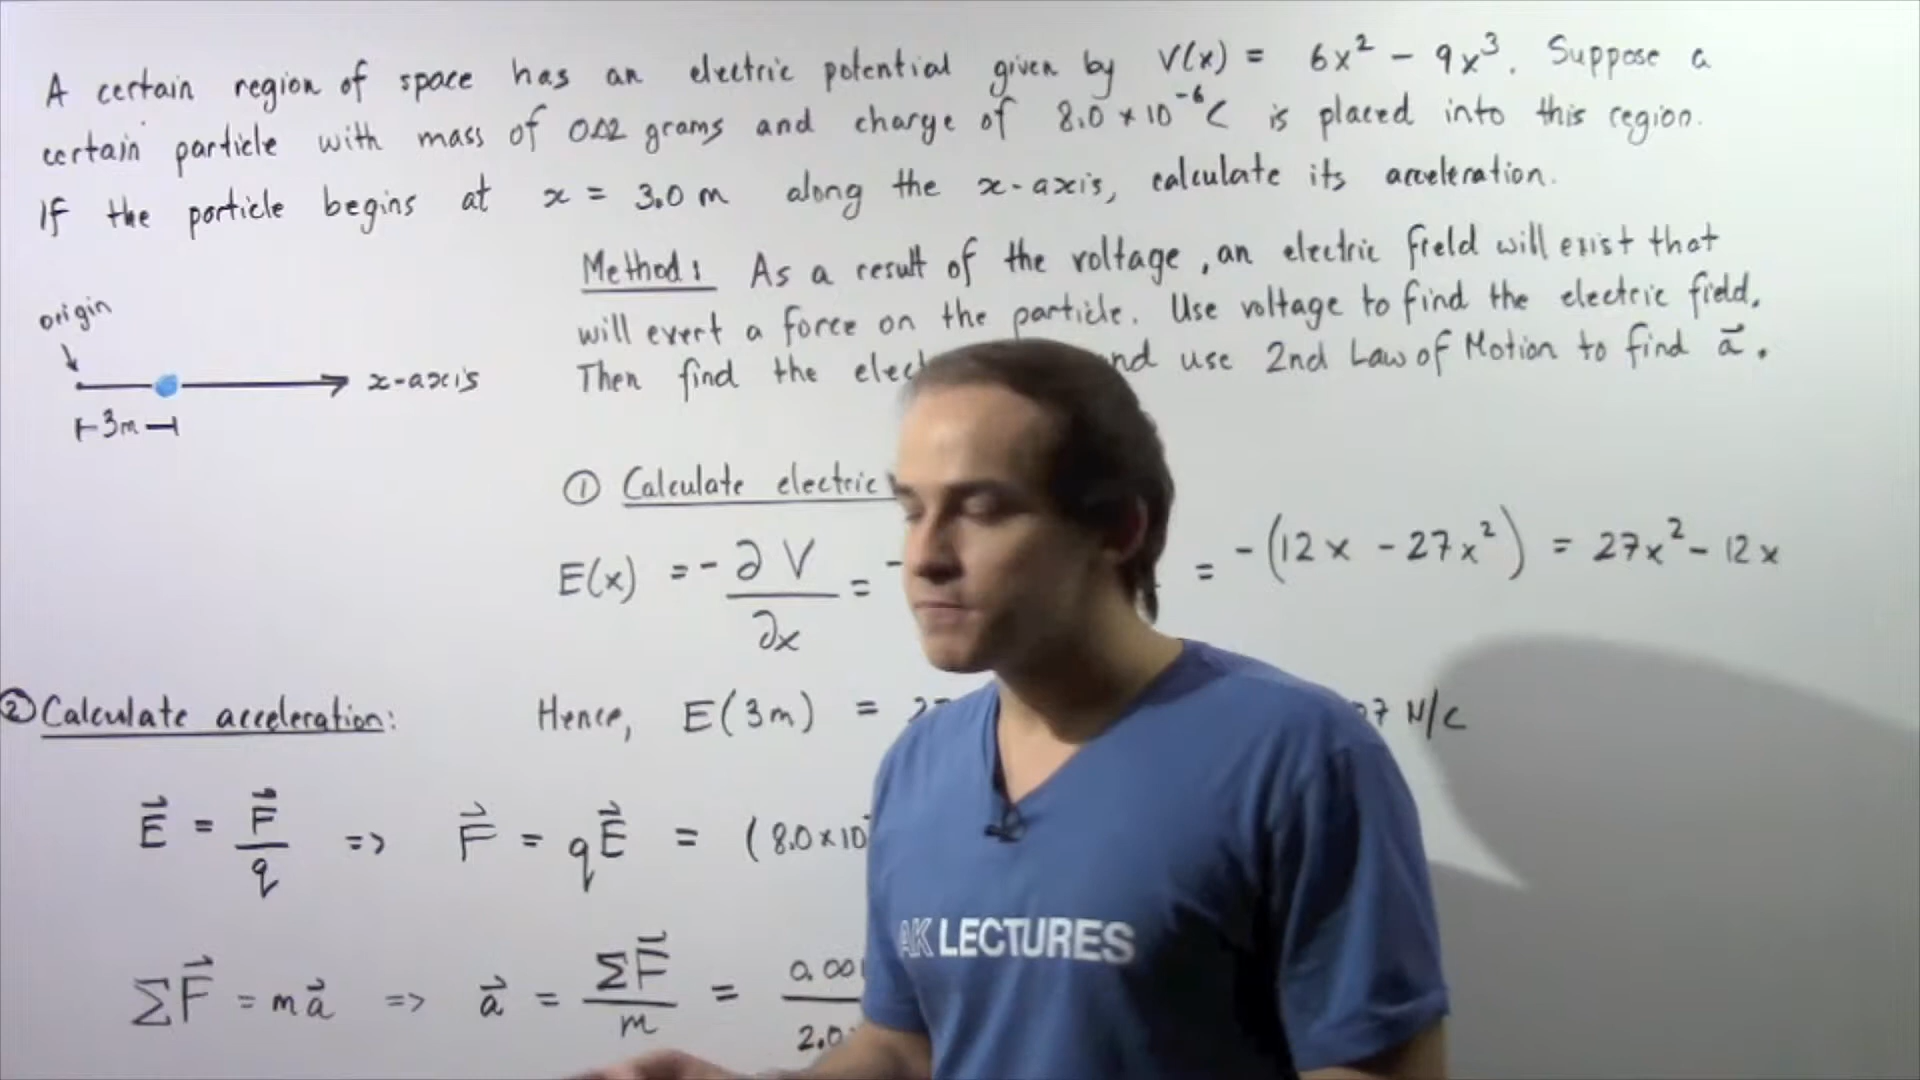 A certain region of space has an electric potential given by V(x) = 6x² - 9x³. Suppose a
certain particle with mass of 0.02 grams and charge of 8.0 × 10⁻⁶ C is placed into this region.
If the particle begins at x = 3.0 m along the x-axis, calculate its acceleration.
Method: As a result of the voltage, an electric field will exist that
will exert a force on the particle. Use voltage to find the electric field.
Then find the elec nd use 2nd Law of Motion to find a⃗.
origin
x-axis
3m
① Calculate electric
E(x) = - ∂V/∂x = - = -(12x - 27x²) = 27x² - 12x
② Calculate acceleration:
Hence, E(3m) = 27 N/C
E⃗ = F⃗/q => F⃗ = qE⃗ = (8.0×10
ΣF⃗ = ma⃗ => a⃗ = ΣF⃗/m = 0.001 / 2.0
AK LECTURES